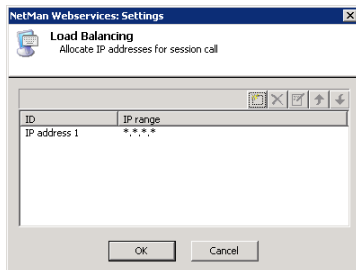 NetMan Webservices: Settings
Load Balancing
Allocate IP addresses for session call
ID IP range
IP address 1 *.*.*.*
OK Cancel